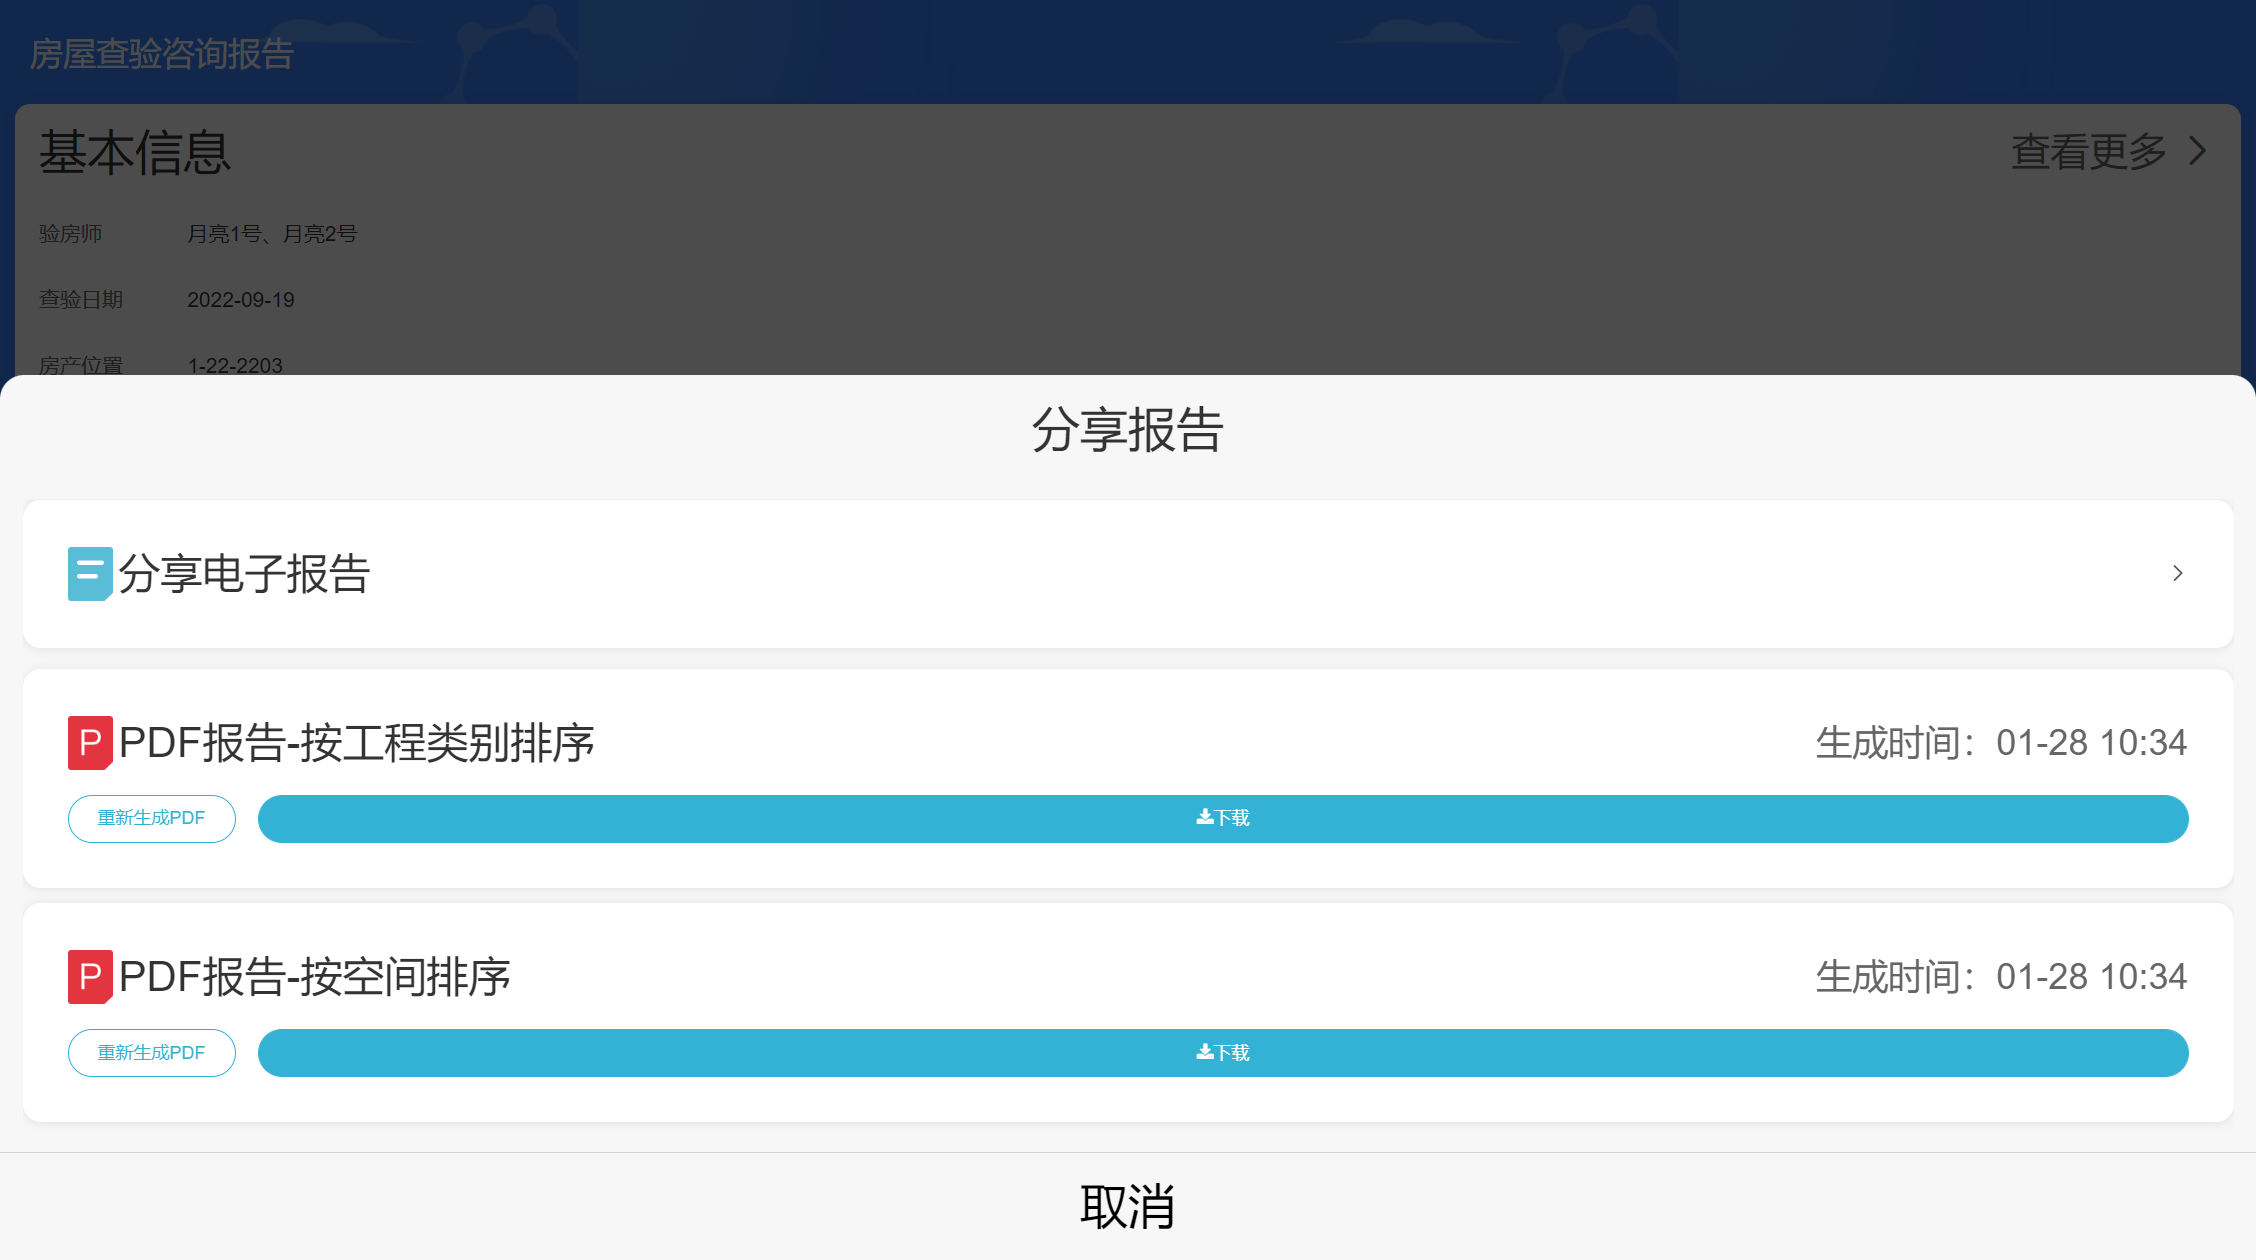 房屋查验咨询报告
基本信息
查看更多
验房师 月亮1号、月亮2号
查验日期 2022-09-19
房产位置 1-22-2203
分享报告
分享电子报告
P PDF报告-按工程类别排序
生成时间：01-28 10:34
重新生成PDF
下载
P PDF报告-按空间排序
生成时间：01-28 10:34
重新生成PDF
下载
取消